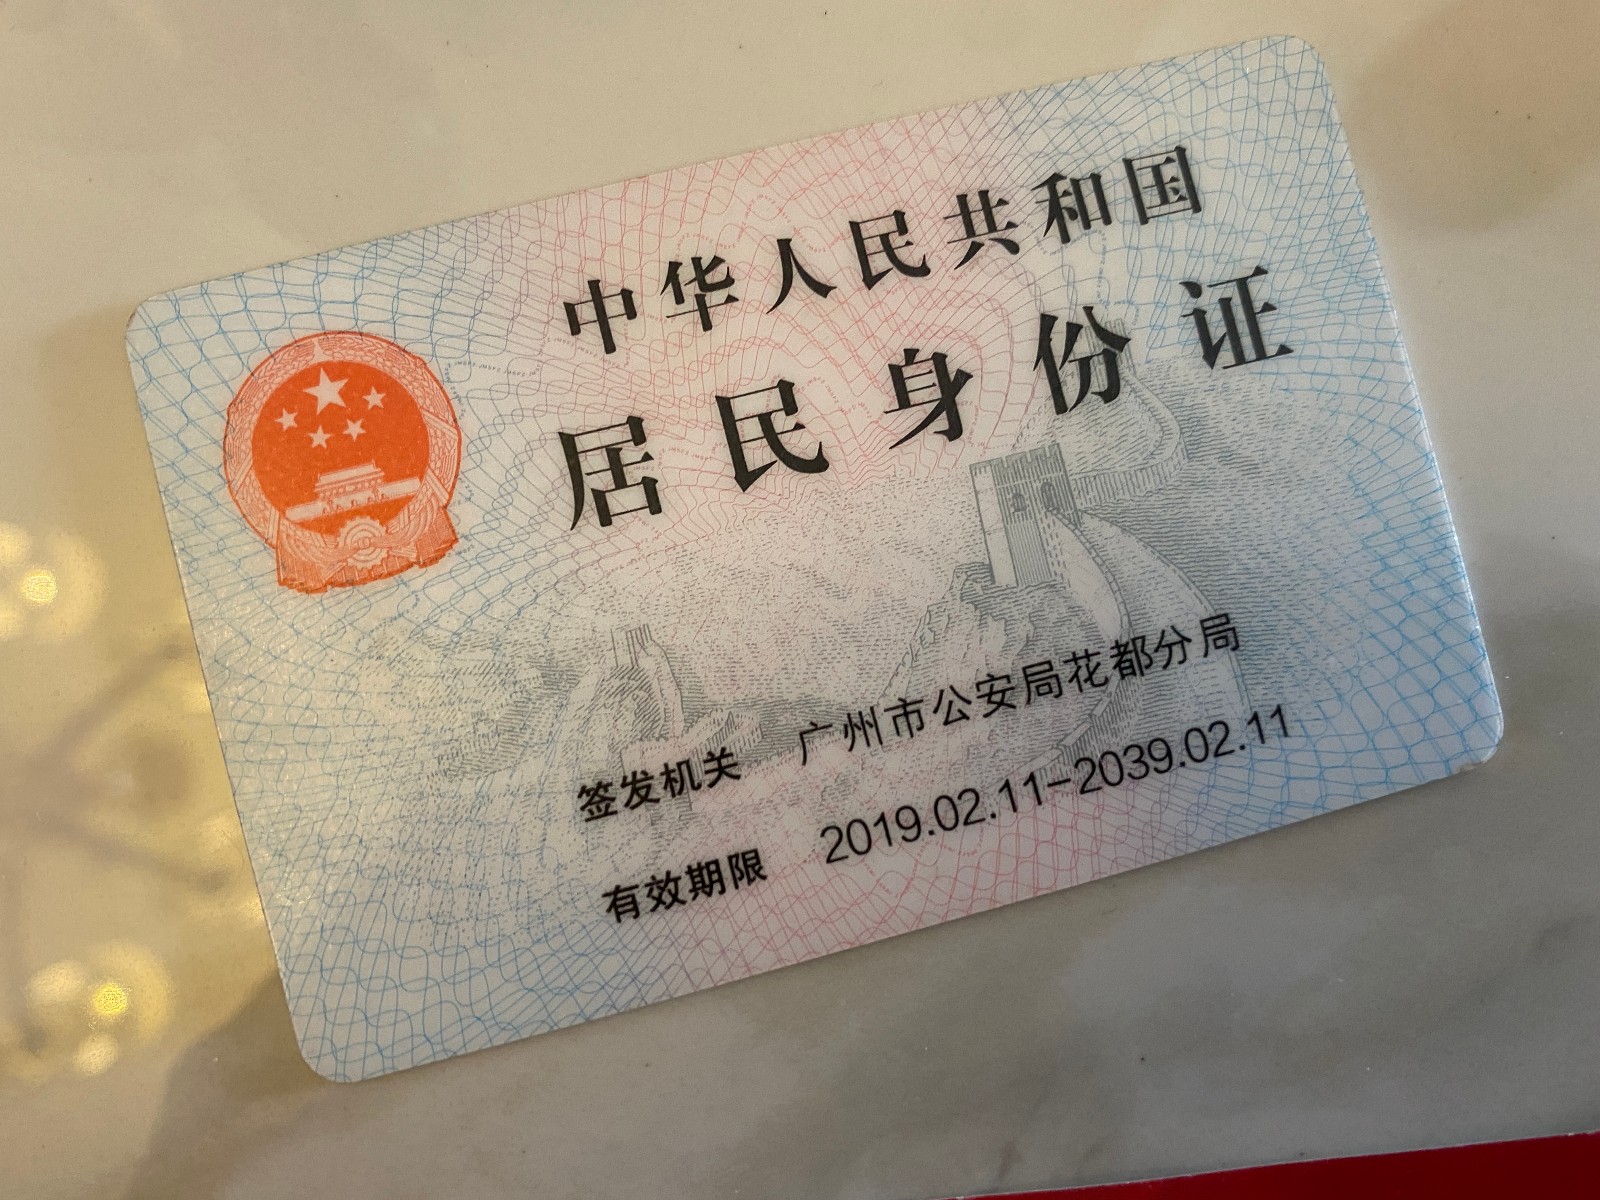 中华人民共和国
居民身份证
签发机关 广州市公安局花都分局
有效期限 2019.02.11-2039.02.11